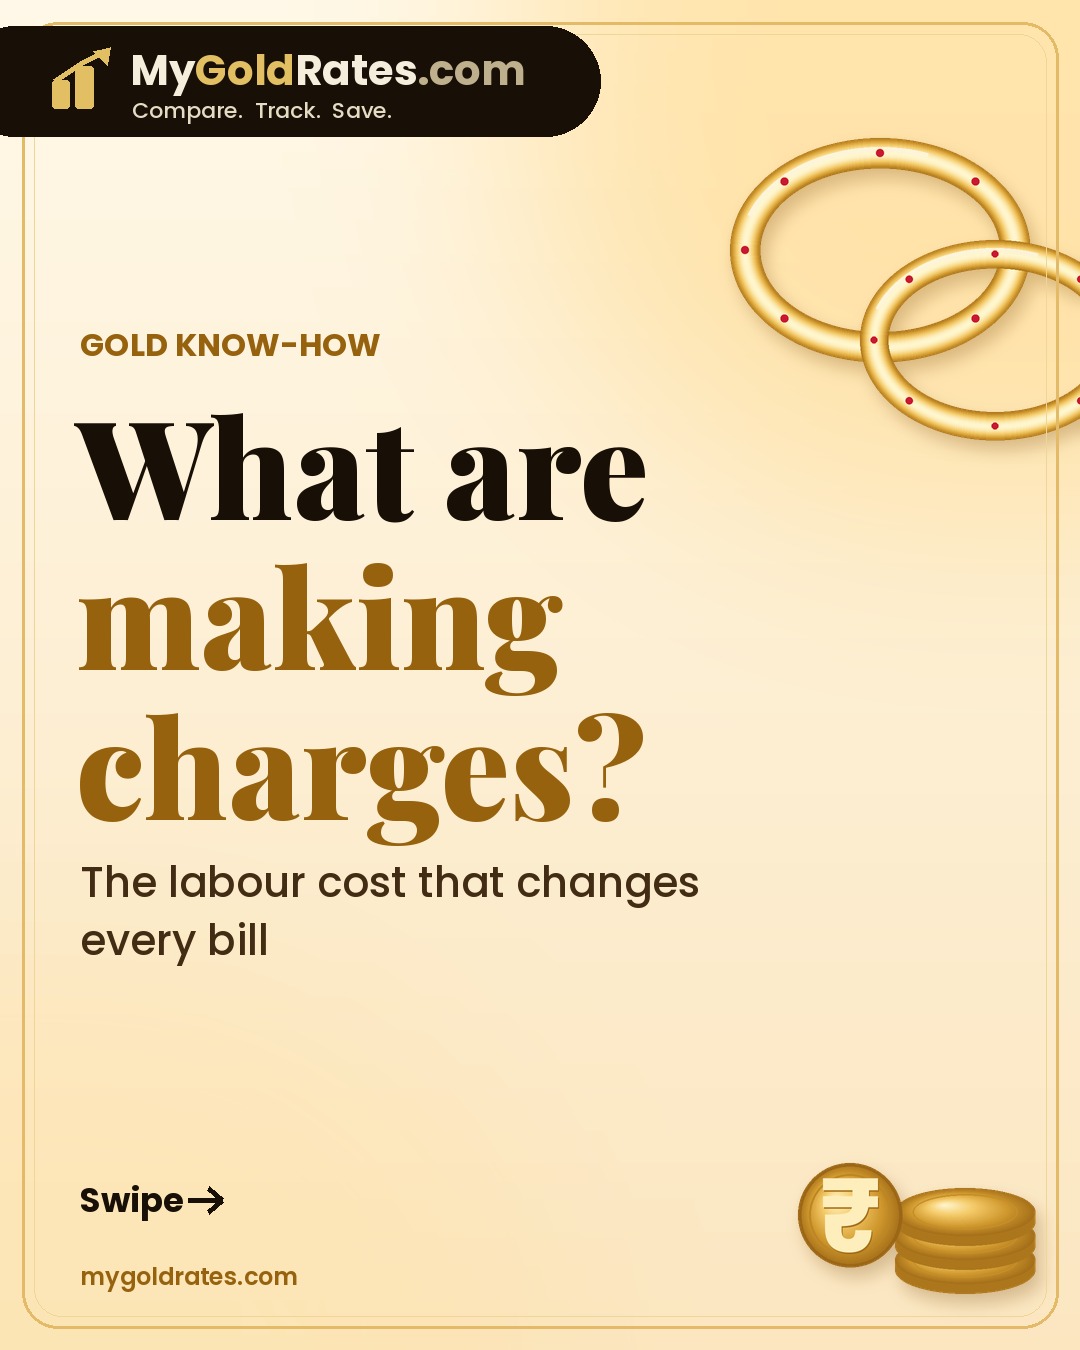 MyGoldRates.com
Compare. Track. Save.
GOLD KNOW-HOW
What are
making
charges?
The labour cost that changes
every bill
Swipe→
₹
mygoldrates.com